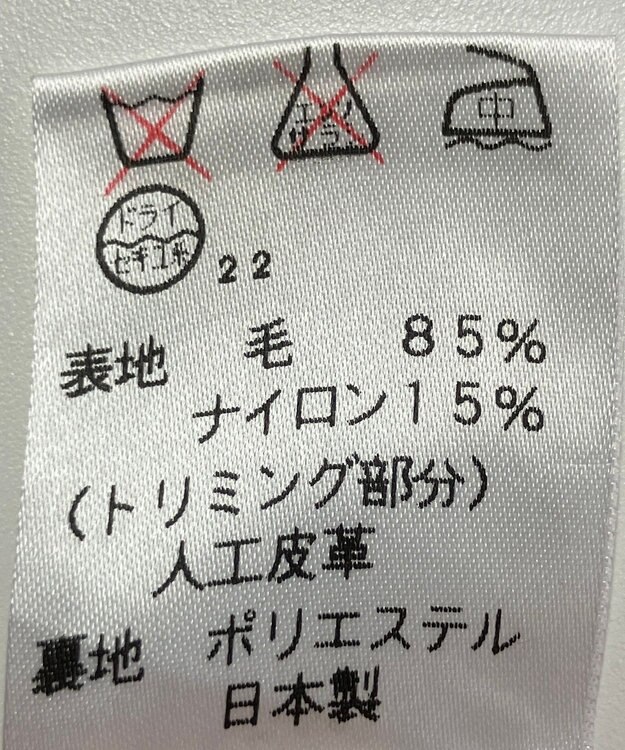 エンソ
サラシ
中
ドライ
セキユ系
22
表地 毛 85%
ナイロン15%
(トリミング部分)
人工皮革
裏地 ポリエステル
日本製